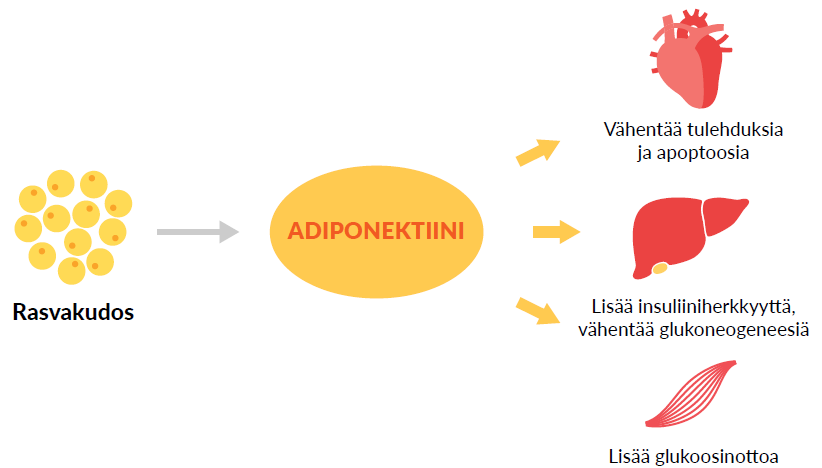 Rasvakudos
ADIPONEKTIINI
Vähentää tulehduksia
ja apoptoosia
Lisää insuliiniherkkyyttä,
vähentää glukoneogeneesiä
Lisää glukoosinottoa